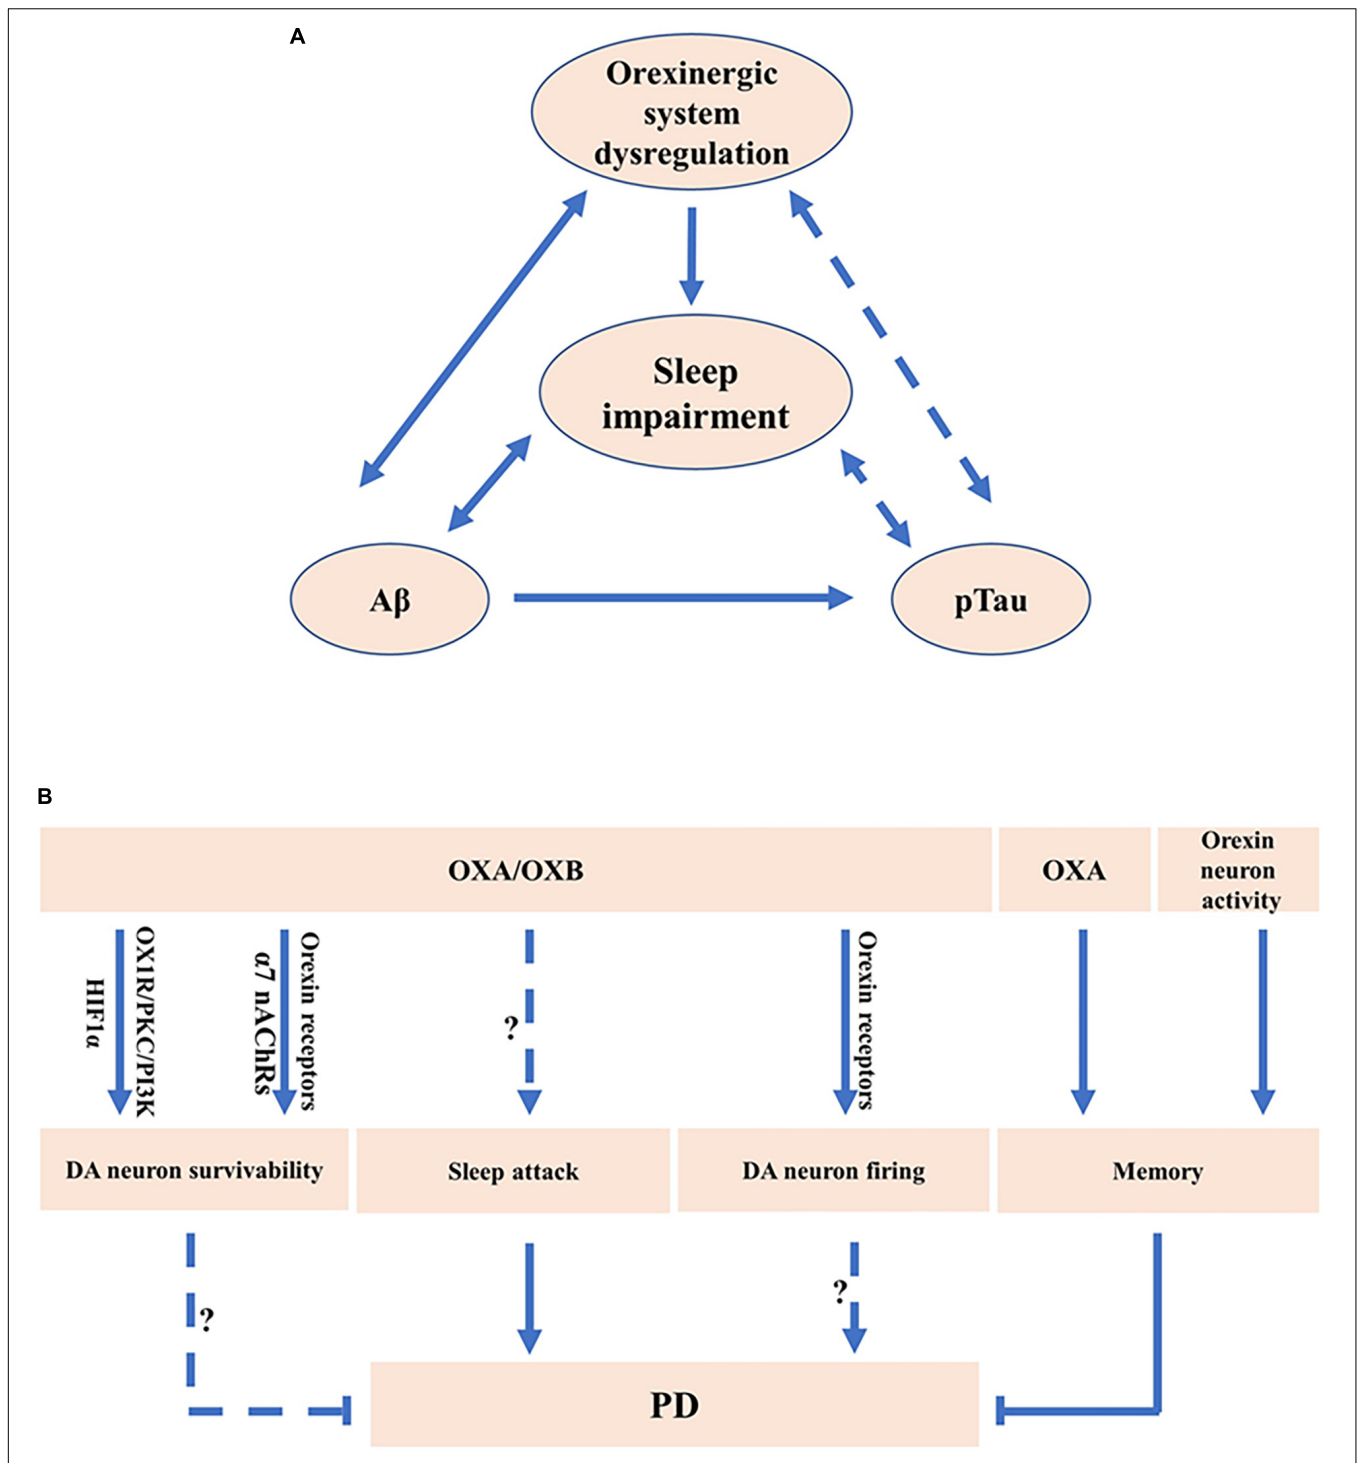 A
Orexinergic
system
dysregulation
Sleep
impairment
Aβ
pTau
B
OXA/OXB
OXA
Orexin
neuron
activity
HIF1α
OX1R/PKC/PI3K
α7 nAChRs
Orexin receptors
?
Orexin receptors
DA neuron survivability
Sleep attack
DA neuron firing
Memory
?
?
PD